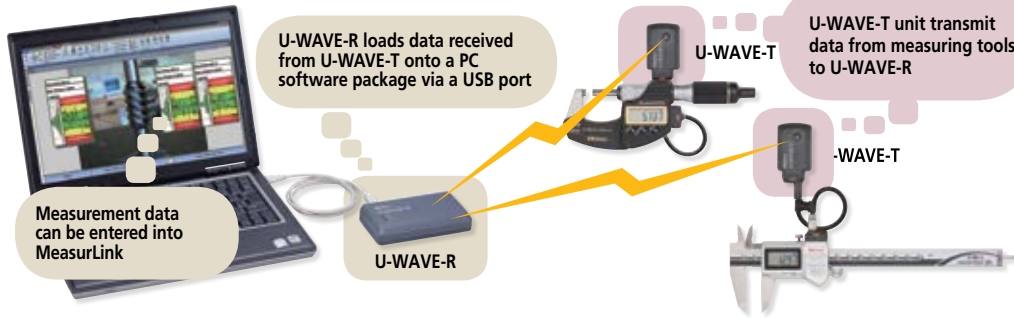 U-WAVE-R loads data received
from U-WAVE-T onto a PC
software package via a USB port
U-WAVE-T
U-WAVE-T unit transmit
data from measuring tools
to U-WAVE-R
-WAVE-T
Measurement data
can be entered into
MeasurLink
U-WAVE-R